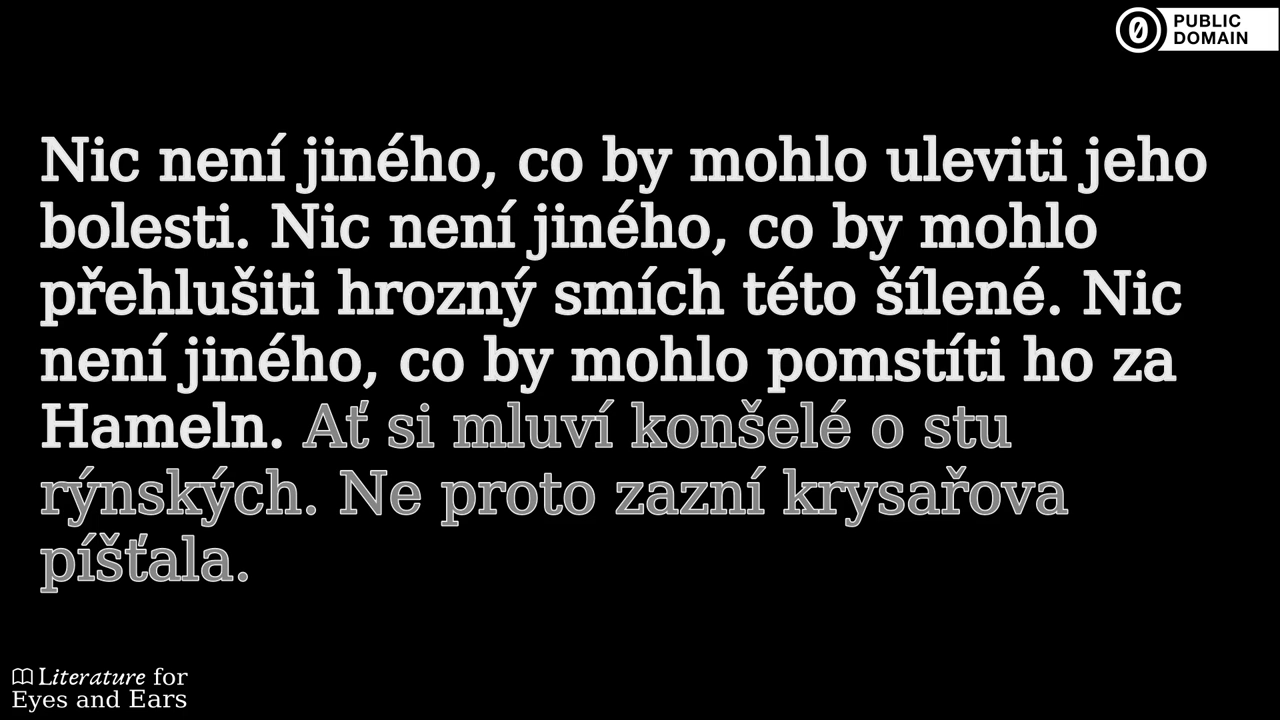 PUBLIC
DOMAIN
Nic není jiného, co by mohlo uleviti jeho
bolesti. Nic není jiného, co by mohlo
přehlušiti hrozný smích této šílené. Nic
není jiného, co by mohlo pomstíti ho za
Hameln. Ať si mluví konšelé o stu
rýnských. Ne proto zazní krysařova
píšťala.
Literature for
Eyes and Ears